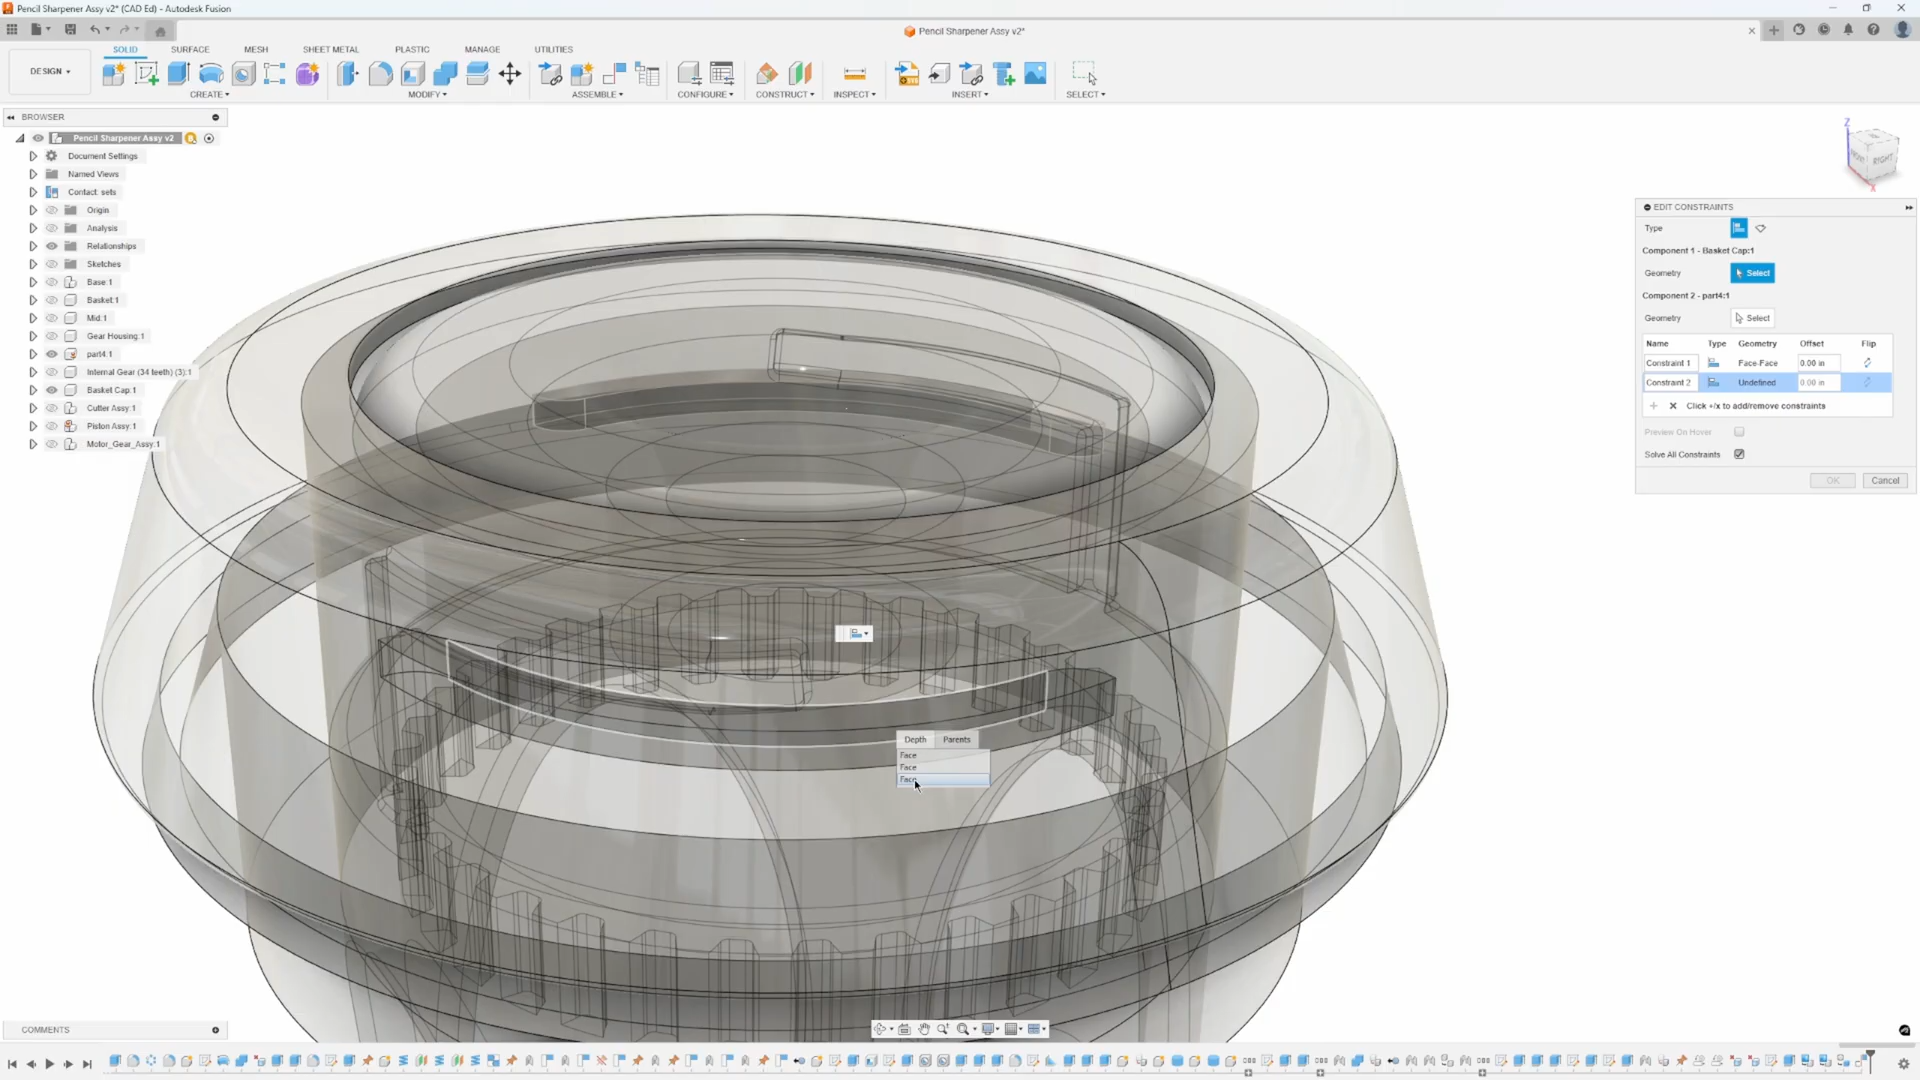 Pencil Sharpener Assy v2* (CAD Ed) - Autodesk Fusion
Pencil Sharpener Assy v2*
SOLID SURFACE MESH SHEET METAL PLASTIC MANAGE UTILITIES
DESIGN
CREATE MODIFY ASSEMBLE CONFIGURE CONSTRUCT INSPECT INSERT SELECT
BROWSER
Pencil Sharpener Assy v2
Document Settings
Named Views
Contact: sets
Origin
Analysis
Relationships
Sketches
Base:1
Basket:1
Mid:1
Gear Housing:1
part4:1
Internal Gear (34 teeth) (3):1
Basket Cap:1
Cutter Assy:1
Piston Assy:1
Motor_Gear_Assy:1
Z
RIGHT
X
EDIT CONSTRAINTS
Type
Component 1 - Basket Cap:1
Geometry Select
Component 2 - part4:1
Geometry Select
Name Type Geometry Offset Flip
Constraint 1 Face-Face 0.00 in
Constraint 2 Undefined 0.00 in
Click +/x to add/remove constraints
Preview On Hover
Solve All Constraints
OK Cancel
Depth Parents
Face
Face
Face
COMMENTS